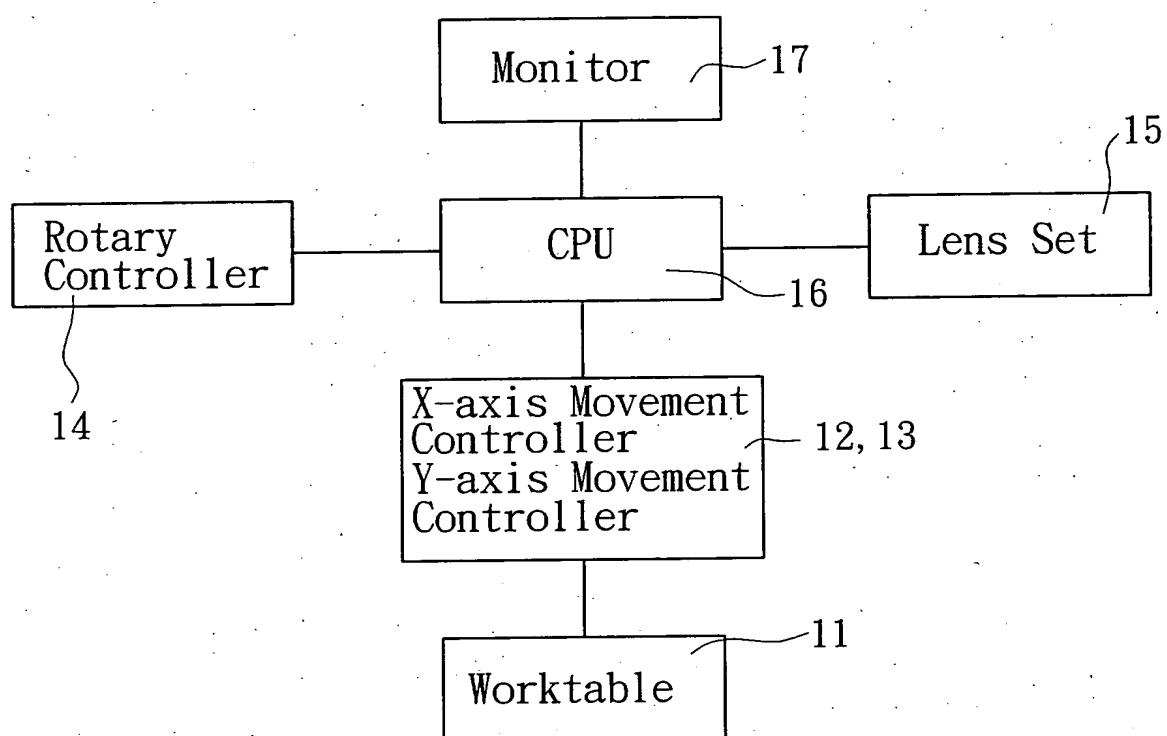 Monitor
17
15
Rotary
Controller
CPU
Lens Set
16
14
X-axis Movement
Controller
Y-axis Movement
Controller
12, 13
11
Worktable